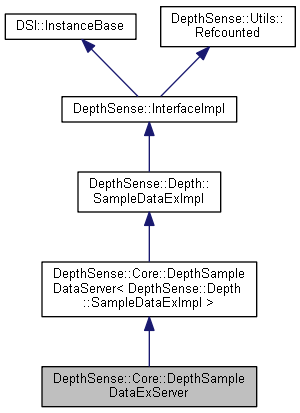 DSI::InstanceBase
DepthSense::Utils::
Refcounted
DepthSense::InterfaceImpl
DepthSense::Depth::
SampleDataExImpl
DepthSense::Core::DepthSample
DataServer< DepthSense::Depth
::SampleDataExImpl >
DepthSense::Core::DepthSample
DataExServer